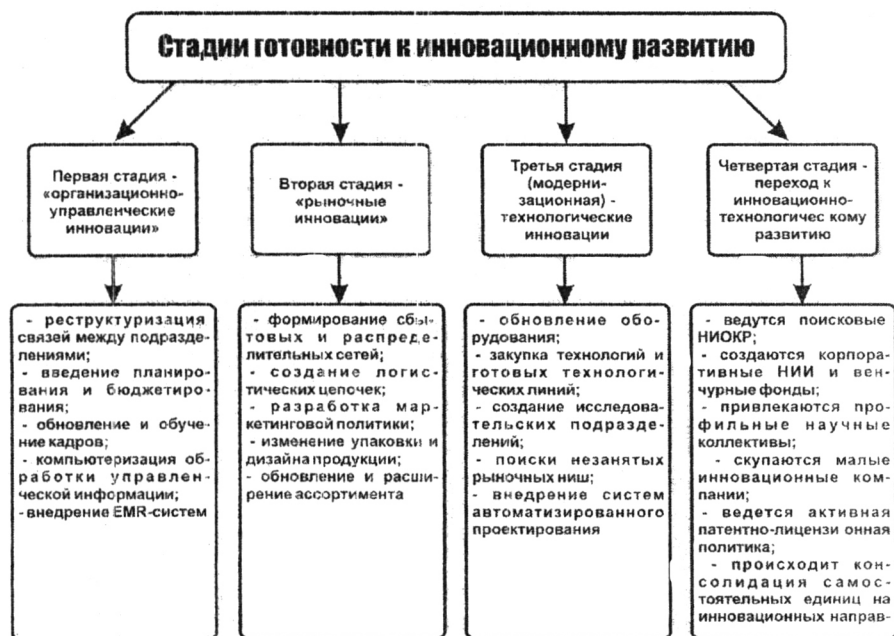 Стадии готовности к инновационному развитию
Первая стадия -
«организационно-
управленческие
инновации»
Вторая стадия -
«рыночные
инновации»
Третья стадия
(модерни-
зационная) -
технологические
инновации
Четвертая стадия -
переход к
инновационно-
технологичес кому
развитию
- реструктуризация
связей между подразде-
лениями;
- введение планиро-
вания и бюджетиро-
вания;
- обновление и обуче-
ние кадров;
- компьютеризация об-
работки управлен-
ческой информации;
- внедрение EMR-систем
- формирование сбы-
товых и распреде-
лительных сетей;
- создание логис-
тических цепочек;
- разработка мар-
кетинговой политики;
- изменение упаковки и
дизайна продукции;
- обновление и расши-
рение ассортимента
- обновление обо-
рудования;
- закупка технологий и
готовых технологи-
ческих линий;
- создание исследова-
тельских подразде-
лений;
- поиски незанятых
рыночных ниш;
- внедрение систем
автоматизированного
проектирования
- ведутся поисковые
НИОКР;
- создаются корпора-
тивные НИИ и вен-
чурные фонды;
- привлекаются про-
фильные научные
коллективы;
- скупаются малые
инновационные ком-
пании;
- ведется активная
патентно-лицензи онная
политика;
- происходит кон-
солидация самос-
тоятельных единиц на
инновационных направ-